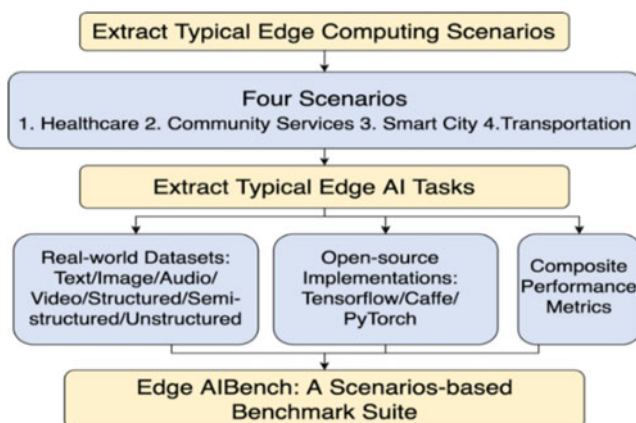 Extract Typical Edge Computing Scenarios
Four Scenarios
1. Healthcare 2. Community Services 3. Smart City 4.Transportation
Extract Typical Edge AI Tasks
Real-world Datasets:
Text/Image/Audio/
Video/Structured/Semi-
structured/Unstructured
Open-source
Implementations:
Tensorflow/Caffe/
PyTorch
Composite
Performance
Metrics
Edge AIBench: A Scenarios-based
Benchmark Suite